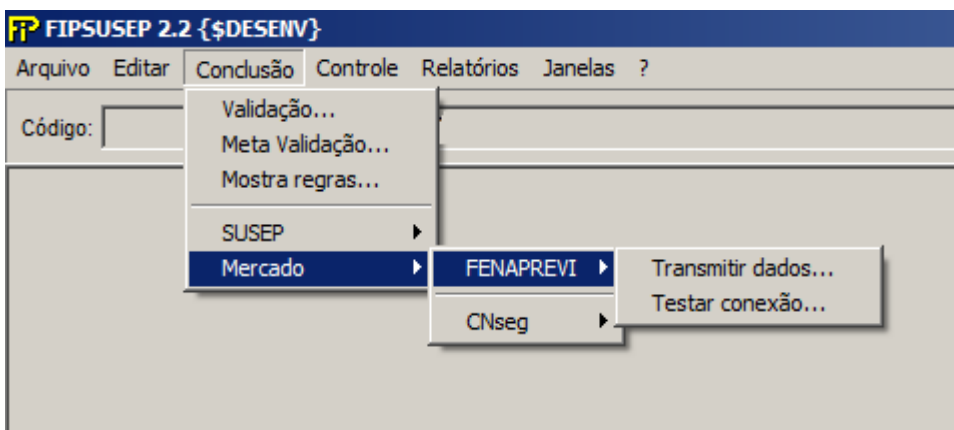 FIP FIPSUSEP 2.2 {$DESENV}
Arquivo Editar Conclusão Controle Relatórios Janelas ?
Código:
Validação...
Meta Validação...
Mostra regras...
SUSEP
Mercado
FENAPREVI
CNseg
Transmitir dados...
Testar conexão...